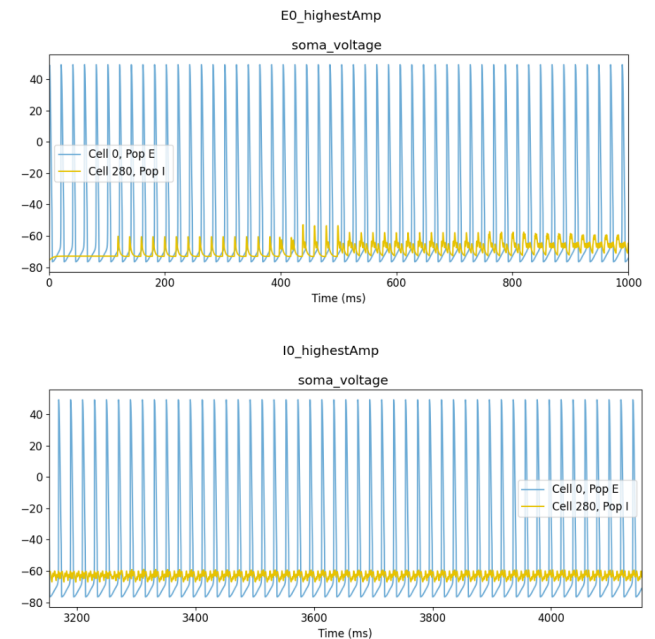 E0_highestAmp
soma_voltage
40
20
0
−20
−40
−60
−80
Cell 0, Pop E
Cell 280, Pop I
0 200 400 600 800 1000
Time (ms)
I0_highestAmp
soma_voltage
40
20
0
−20
−40
−60
−80
Cell 0, Pop E
Cell 280, Pop I
3200 3400 3600 3800 4000
Time (ms)